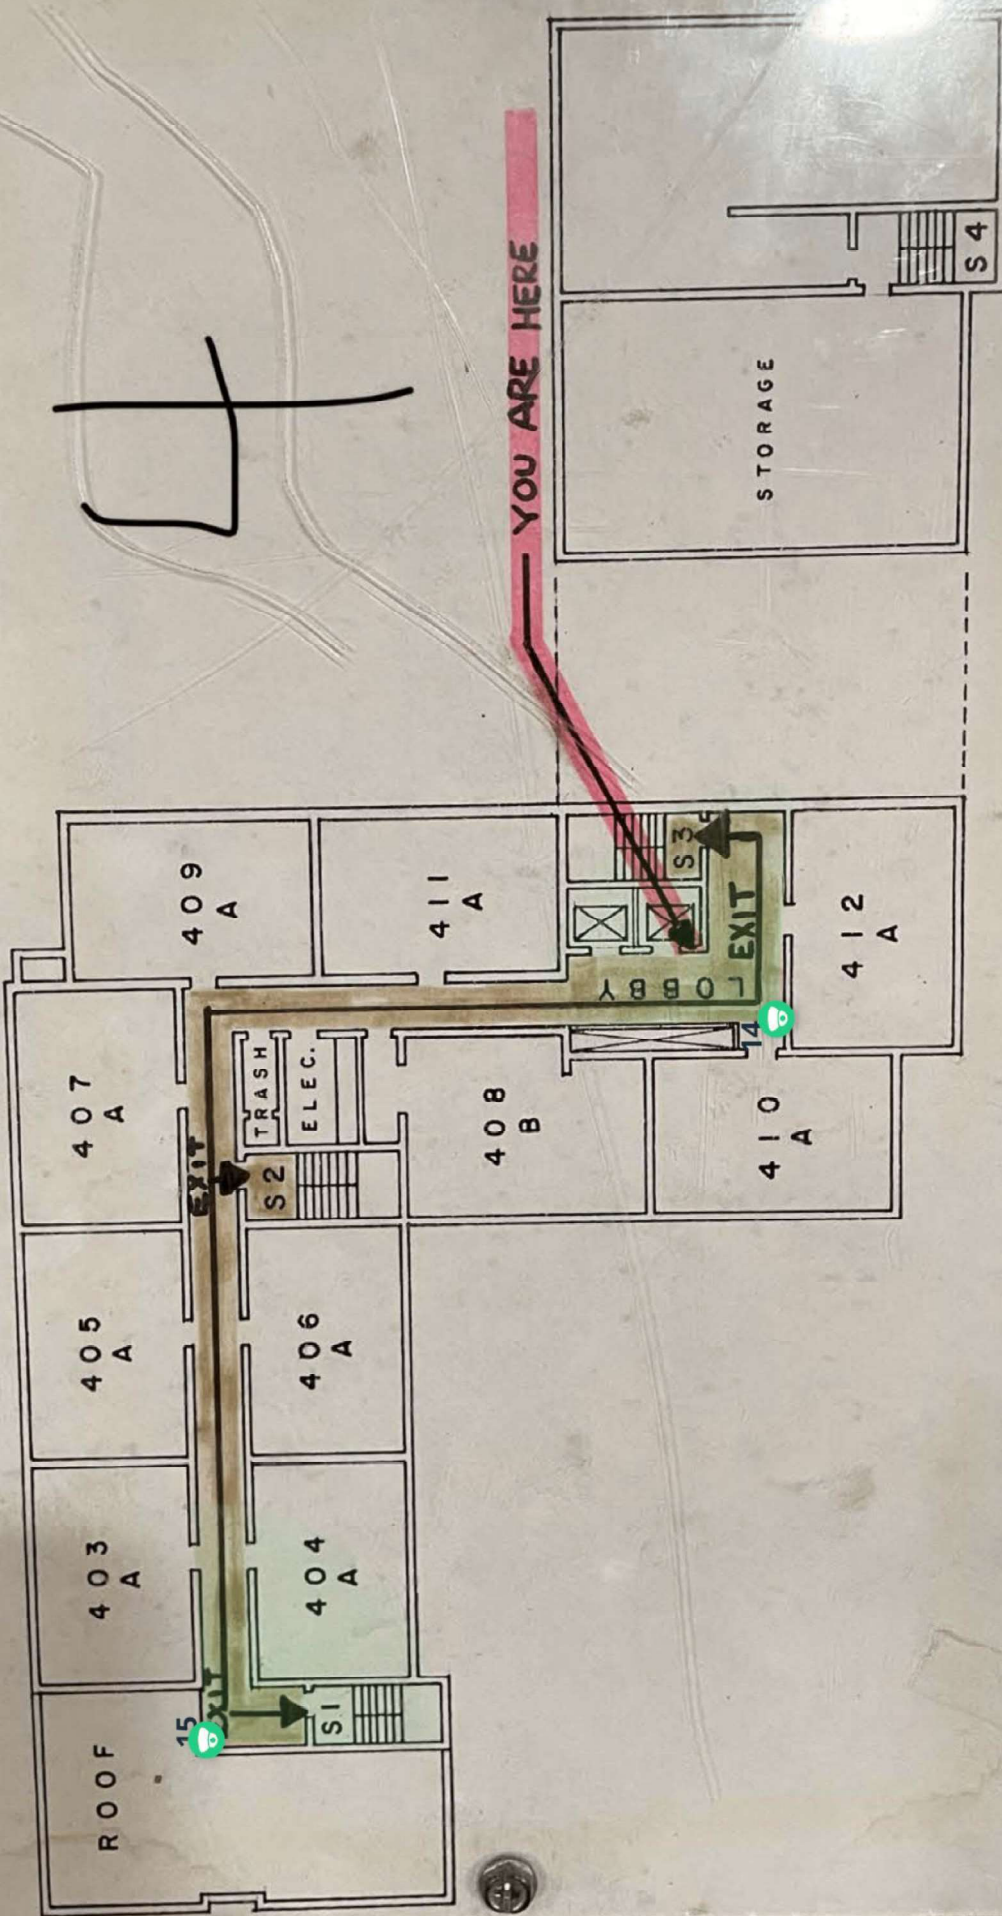 ROOF
403
A
405
A
407
A
409
A
4
15
EXIT
EXIT
S1
404
A
406
A
S2
TRASH
ELEC.
411
A
YOU ARE HERE
408
B
LOBBY
S3
EXIT
14
410
A
412
A
STORAGE
S4